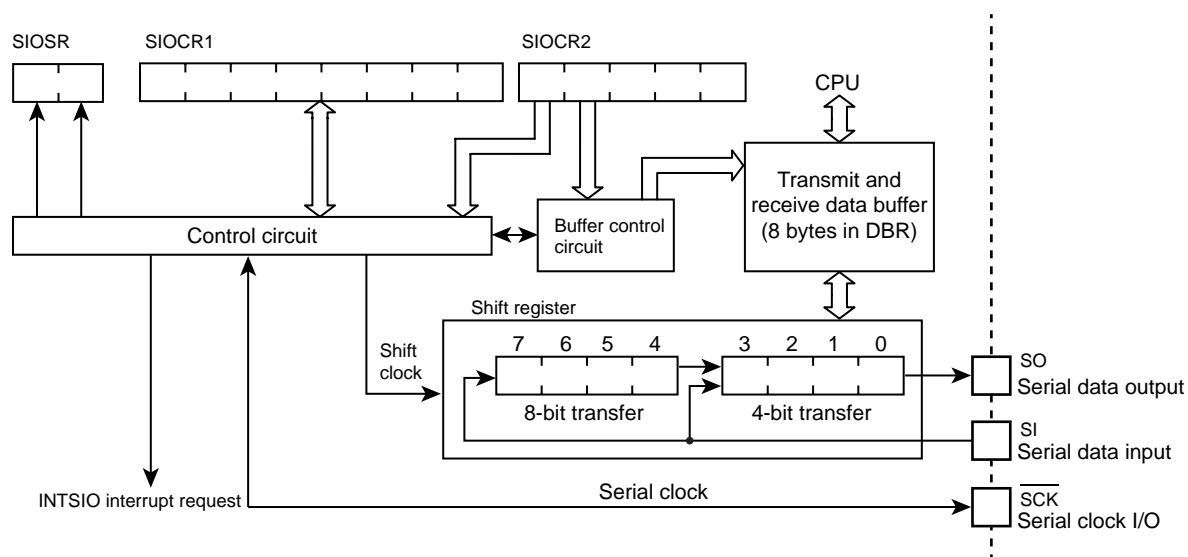 SIOSR
SIOCR1
SIOCR2
CPU
Transmit and
receive data buffer
(8 bytes in DBR)
Control circuit
Buffer control
circuit
Shift register
Shift
clock
7 6 5 4
3 2 1 0
8-bit transfer
4-bit transfer
SO
Serial data output
SI
Serial data input
INTSIO interrupt request
Serial clock
SCK
Serial clock I/O